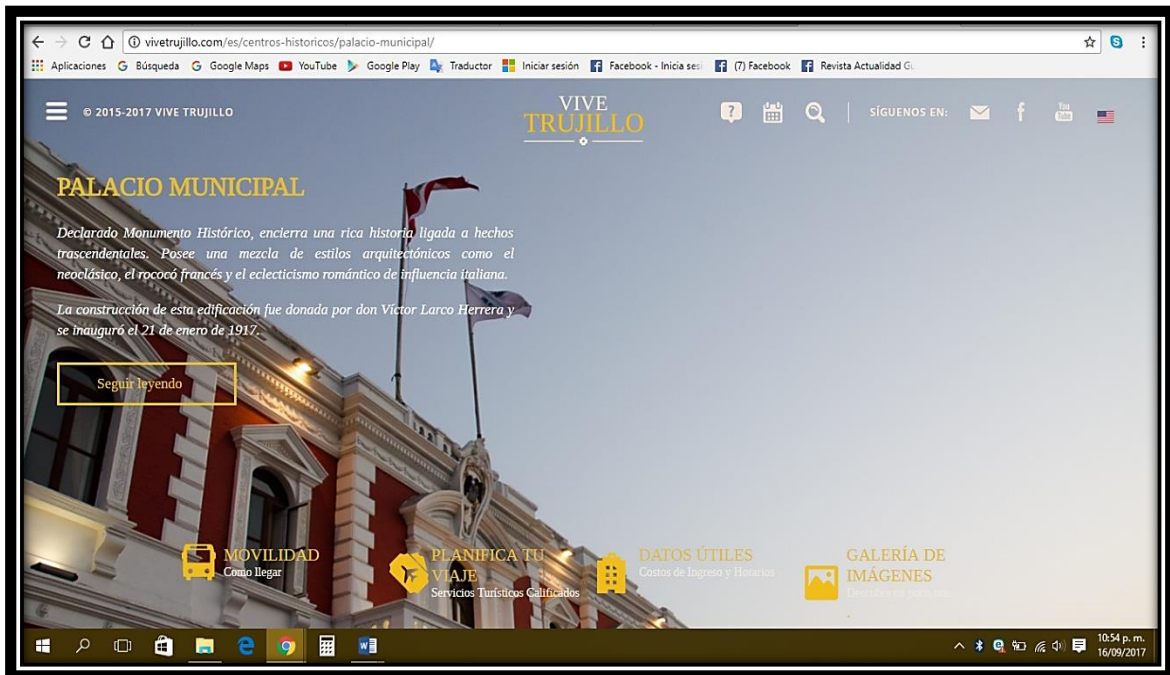 vivetrujillo.com/es/centros-historicos/palacio-municipal/
Aplicaciones Búsqueda Google Maps YouTube Google Play Traductor Iniciar sesión Facebook - Inicia sesi (7) Facebook Revista Actualidad
© 2015-2017 VIVE TRUJILLO
VIVE
TRUJILLO
SÍGUENOS EN:
You
Tube
PALACIO MUNICIPAL
Declarado Monumento Histórico, encierra una rica historia ligada a hechos
trascendentales. Posee una mezcla de estilos arquitectónicos como el
neoclásico, el rococó francés y el eclecticismo romántico de influencia italiana.
La construcción de esta edificación fue donada por don Víctor Larco Herrera y
se inauguró el 21 de enero de 1917.
Seguir leyendo
MOVILIDAD
Como llegar
PLANIFICA TU
VIAJE
Servicios Turísticos Calificados
DATOS ÚTILES
Costos de Ingreso y Horarios
GALERÍA DE
IMÁGENES
10:54 p. m.
16/09/2017